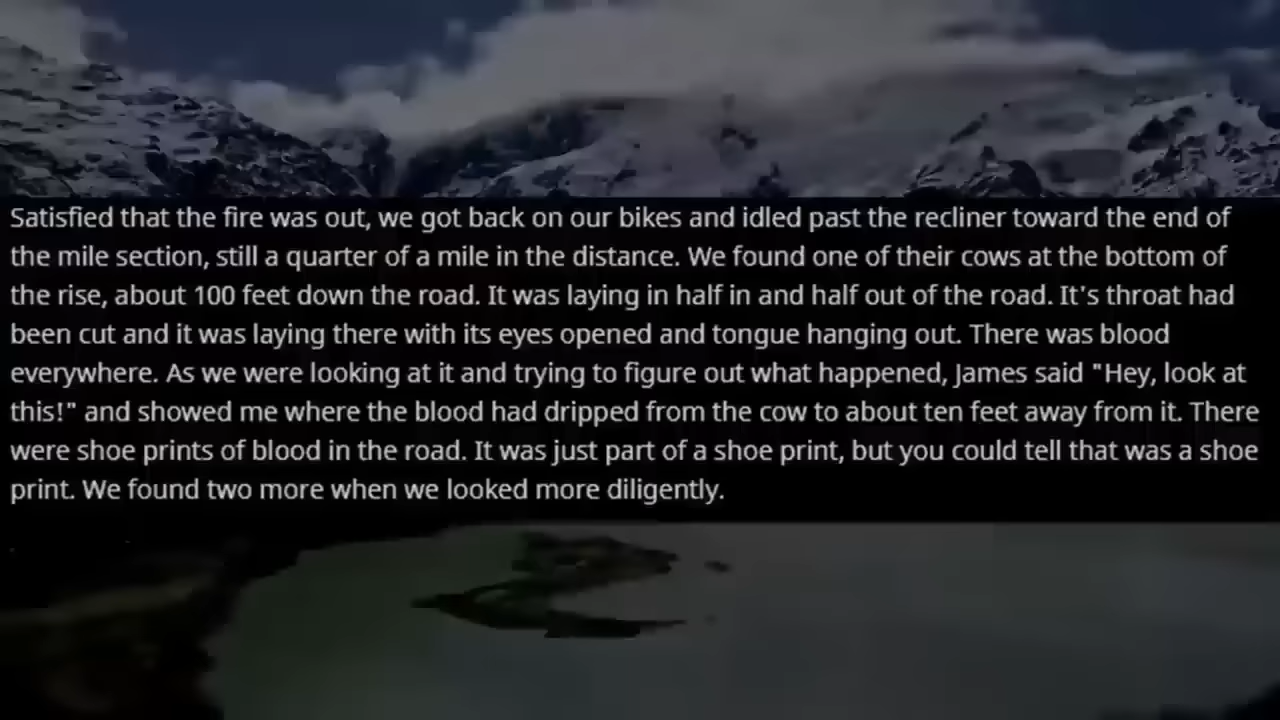 Satisfied that the fire was out, we got back on our bikes and idled past the recliner toward the end of
the mile section, still a quarter of a mile in the distance. We found one of their cows at the bottom of
the rise, about 100 feet down the road. It was laying in half in and half out of the road. It's throat had
been cut and it was laying there with its eyes opened and tongue hanging out. There was blood
everywhere. As we were looking at it and trying to figure out what happened, James said "Hey, look at
this!" and showed me where the blood had dripped from the cow to about ten feet away from it. There
were shoe prints of blood in the road. It was just part of a shoe print, but you could tell that was a shoe
print. We found two more when we looked more diligently.